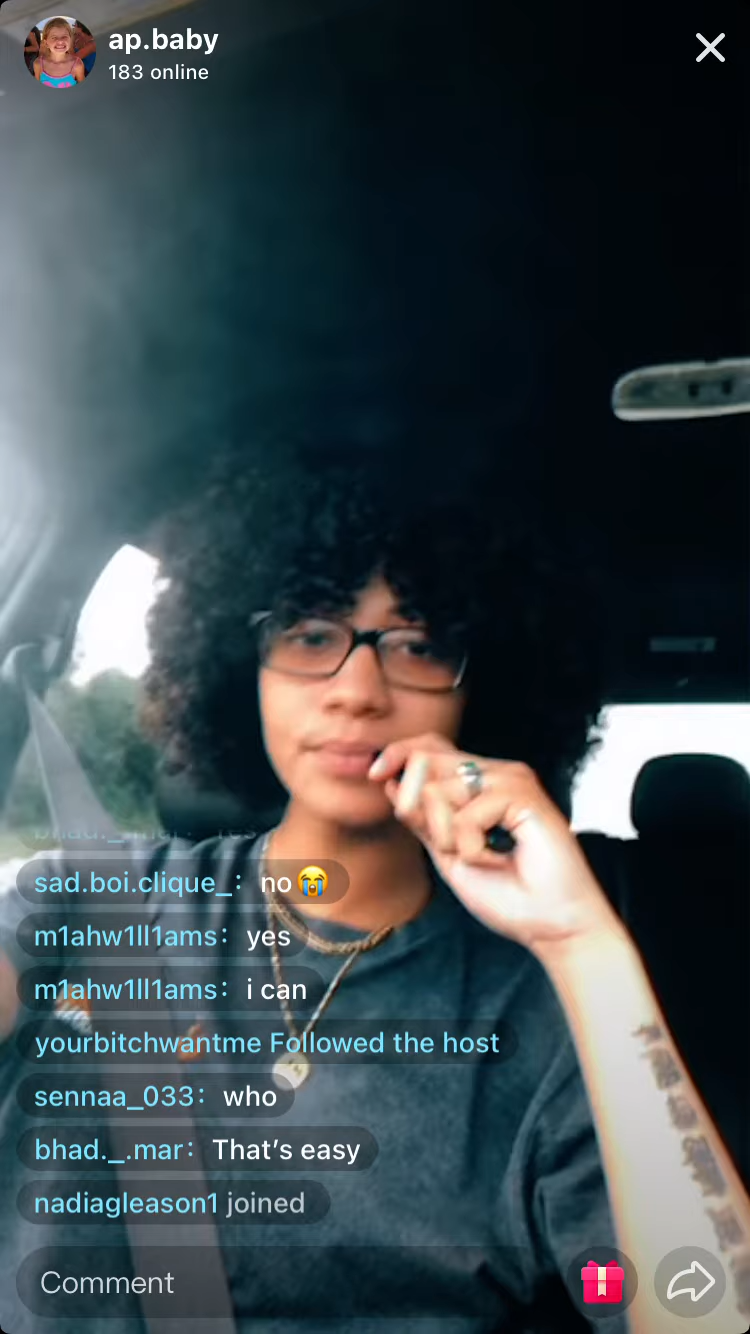 ap.baby
183 online
sad.boi.clique_: no😭
m1ahw1ll1ams: yes
m1ahw1ll1ams: i can
yourbitchwantme Followed the host
sennaa_033: who
bhad._.mar: That’s easy
nadiagleason1 joined
Comment